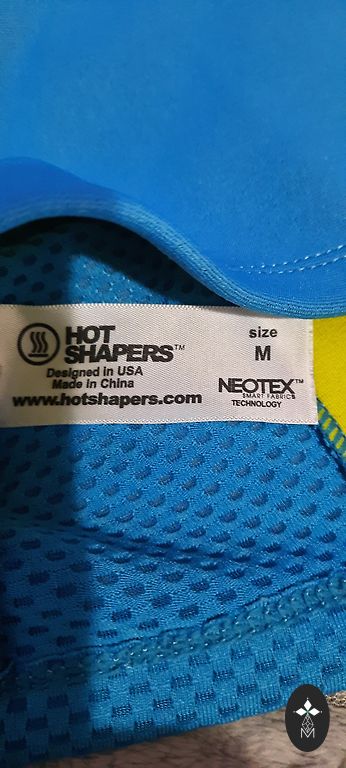 HOT
SHAPERS™
Designed in USA
Made in China
www.hotshapers.com
size
M
NEOTEX™
SMART FABRICS
TECHNOLOGY
M